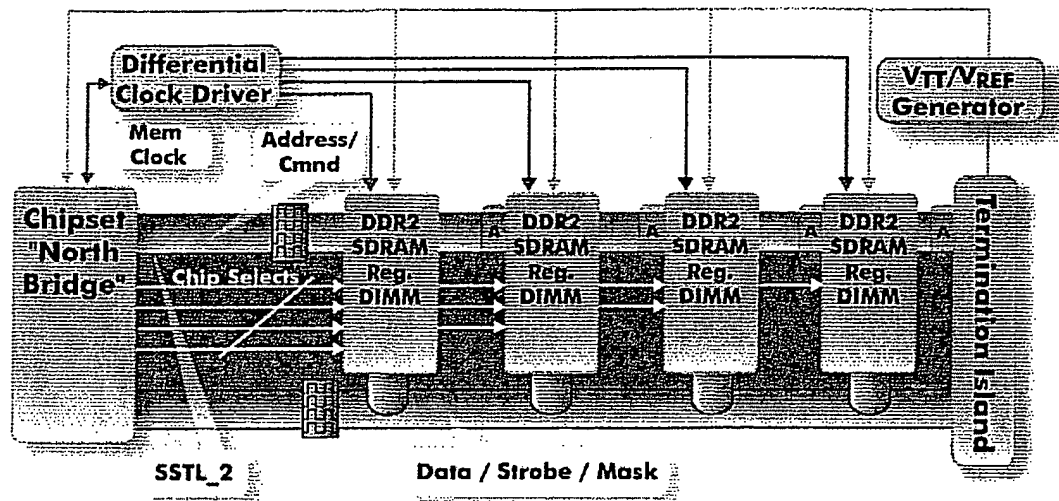 Differential
Clock Driver
VTT/VREF
Generator
Mem
Clock
Address/
Cmnd
Chipset
"North
Bridge"
Chip Selects
DDR2
SDRAM
Reg.
DIMM
A
DDR2
SDRAM
Reg.
DIMM
A
DDR2
SDRAM
Reg.
DIMM
A
DDR2
SDRAM
Reg.
DIMM
A
Termination Island
SSTL_2
Data / Strobe / Mask